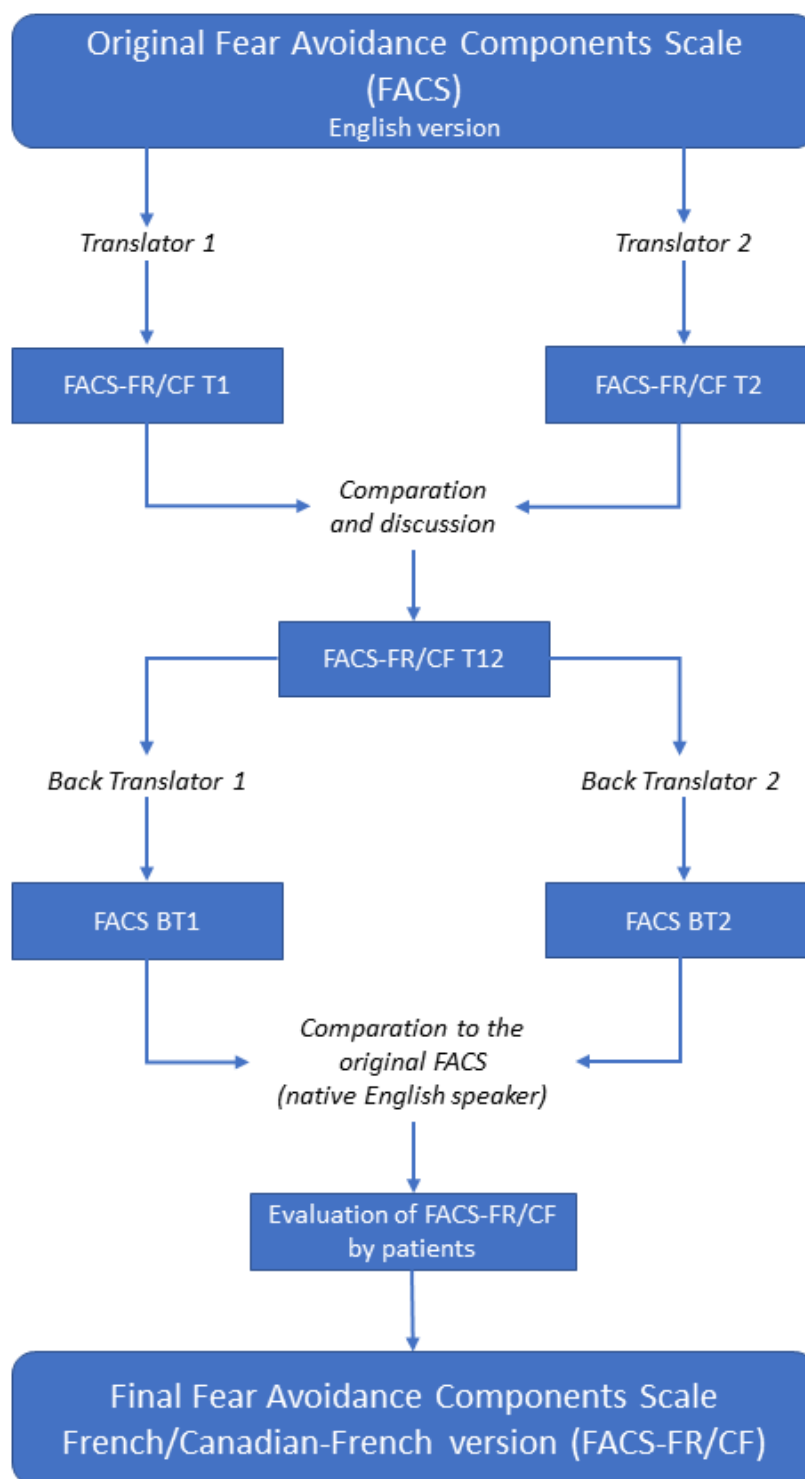 Original Fear Avoidance Components Scale
(FACS)
English version
Translator 1
Translator 2
FACS-FR/CF T1
FACS-FR/CF T2
Comparation
and discussion
FACS-FR/CF T12
Back Translator 1
Back Translator 2
FACS BT1
FACS BT2
Comparation to the
original FACS
(native English speaker)
Evaluation of FACS-FR/CF
by patients
Final Fear Avoidance Components Scale
French/Canadian-French version (FACS-FR/CF)